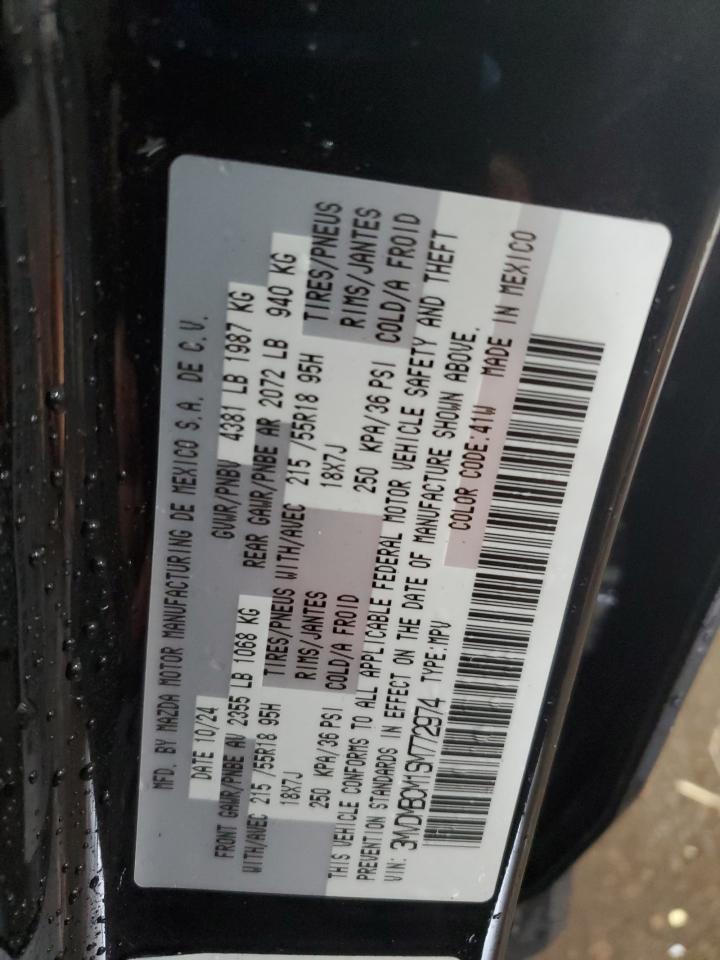 MFD. BY MAZDA MOTOR MANUFACTURING DE MEXICO S.A. DE C.V.
DATE 10/24 GVWR/PNBV 4381 LB 1987 KG
FRONT GAWR/PNBE AV 2355 LB 1068 KG REAR GAWR/PNBE AR 2072 LB 940 KG
WITH/AVEC 215 /55R18 95H TIRES/PNEUS WITH/AVEC 215 /55R18 95H TIRES/PNEUS
18X7J RIMS/JANTES 18X7J RIMS/JANTES
250 KPA/36 PSI COLD/A FROID 250 KPA/36 PSI COLD/A FROID
THIS VEHICLE CONFORMS TO ALL APPLICABLE FEDERAL MOTOR VEHICLE SAFETY AND THEFT
PREVENTION STANDARDS IN EFFECT ON THE DATE OF MANUFACTURE SHOWN ABOVE.
VIN: 3MVDMBCM1SM772974 TYPE:MPV COLOR CODE:41W MADE IN MEXICO